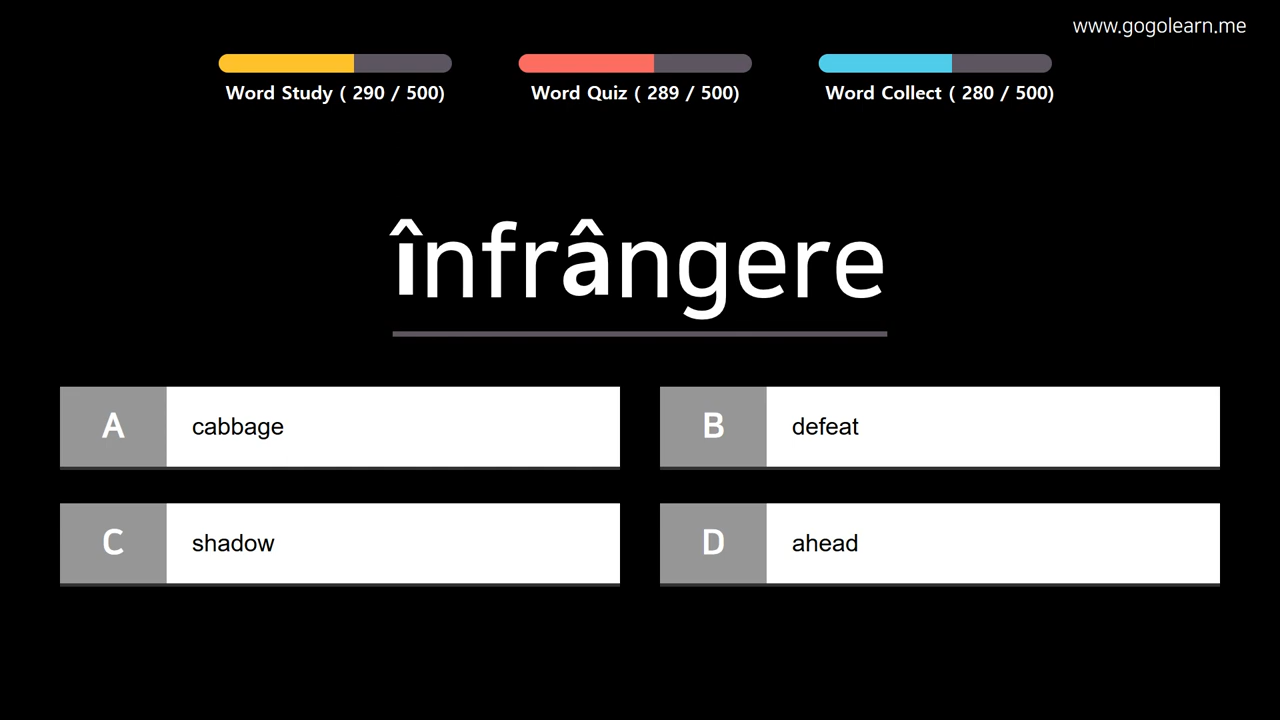 www.gogolearn.me
Word Study ( 290 / 500)
Word Quiz ( 289 / 500)
Word Collect ( 280 / 500)
înfrângere
A cabbage
B defeat
C shadow
D ahead